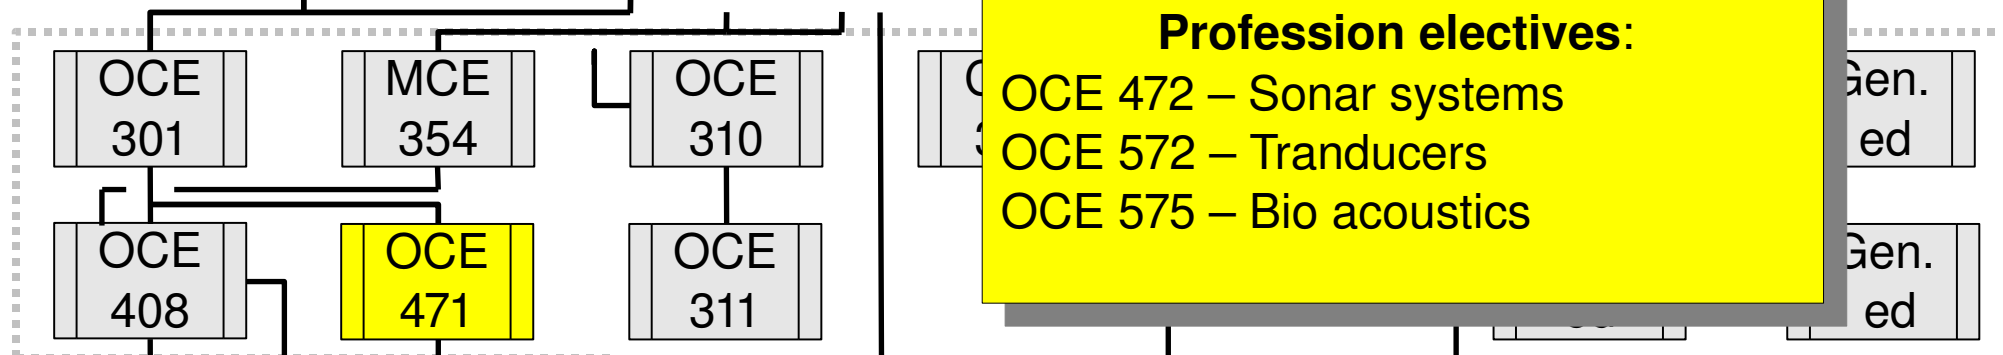 OCE
301
MCE
354
OCE
310
Profession electives:
OCE 472 – Sonar systems
OCE 572 – Tranducers
OCE 575 – Bio acoustics
Gen.
ed
OCE
408
OCE
471
OCE
311
Gen.
ed